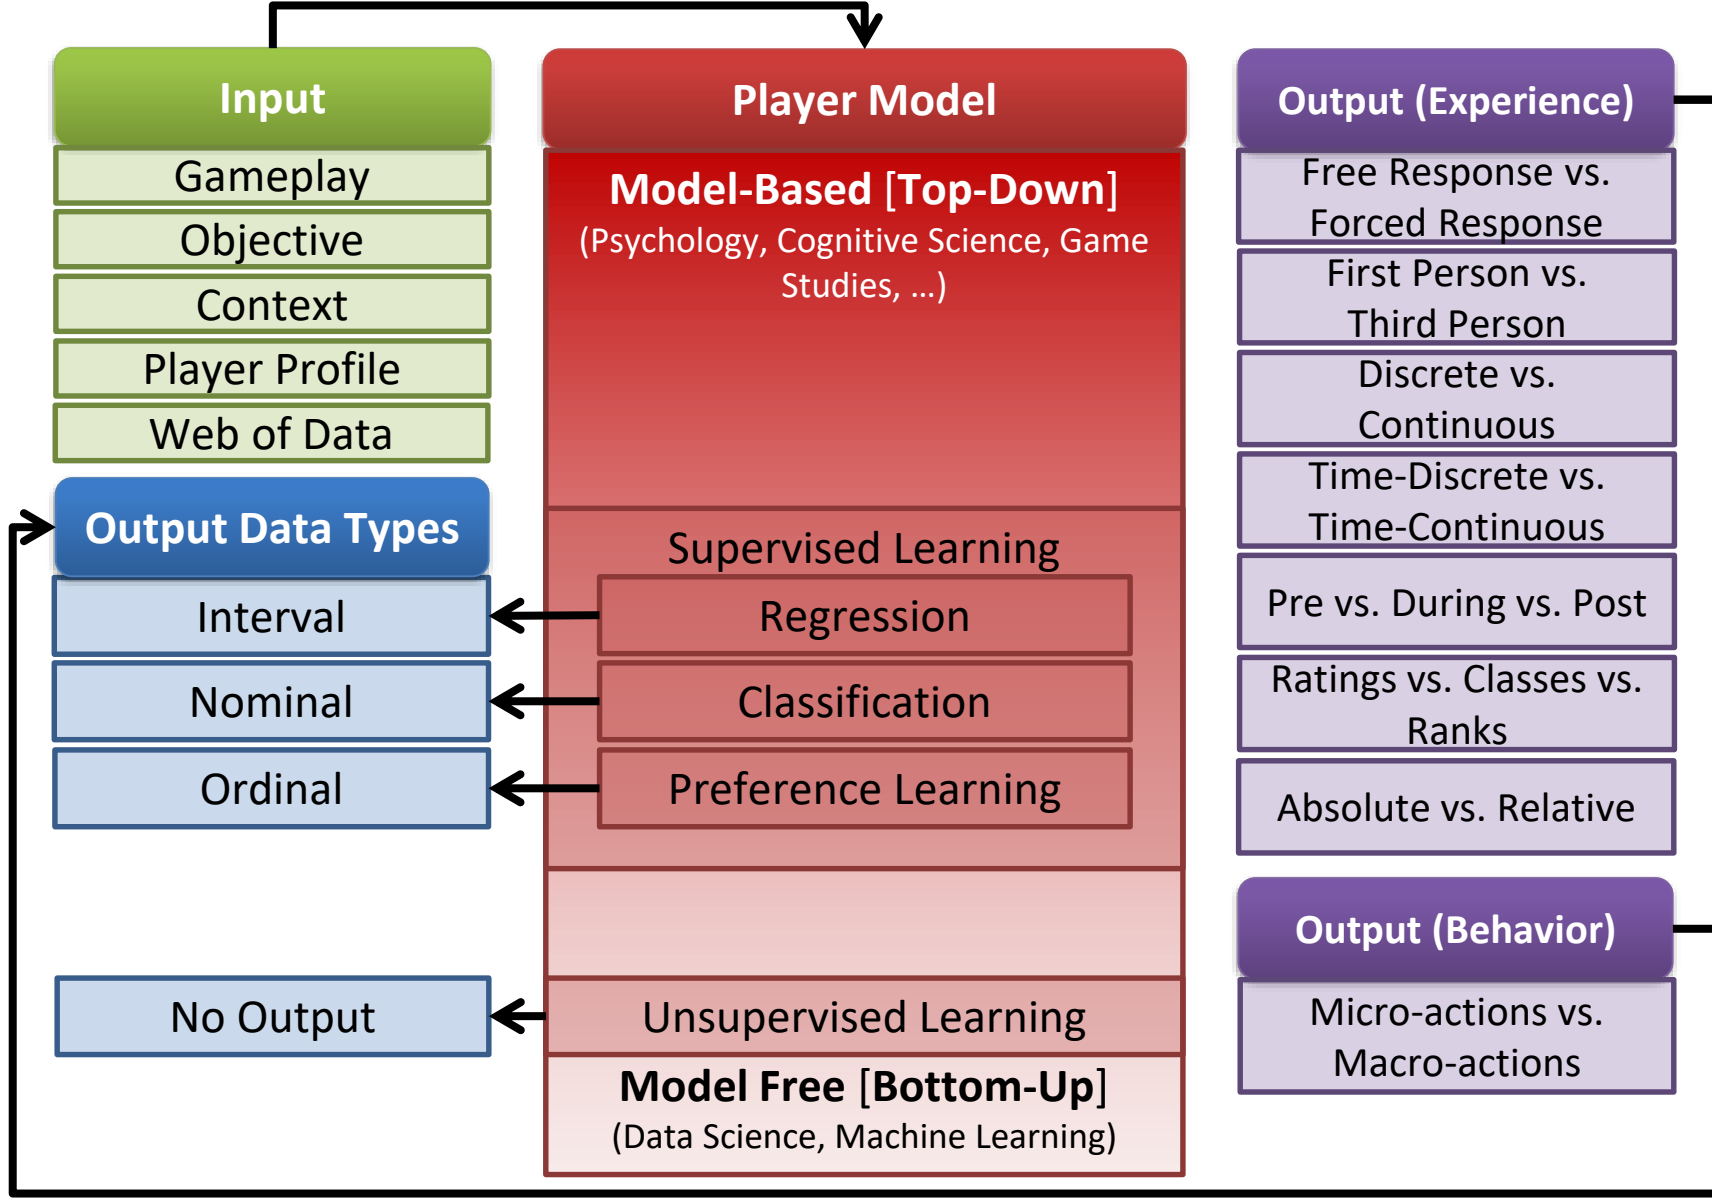 Input
Gameplay
Objective
Context
Player Profile
Web of Data
Output Data Types
Interval
Nominal
Ordinal
No Output
Player Model
Model-Based [Top-Down]
(Psychology, Cognitive Science, Game
Studies, …)
Supervised Learning
Regression
Classification
Preference Learning
Unsupervised Learning
Model Free [Bottom-Up]
(Data Science, Machine Learning)
Output (Experience)
Free Response vs.
Forced Response
First Person vs.
Third Person
Discrete vs.
Continuous
Time-Discrete vs.
Time-Continuous
Pre vs. During vs. Post
Ratings vs. Classes vs.
Ranks
Absolute vs. Relative
Output (Behavior)
Micro-actions vs.
Macro-actions